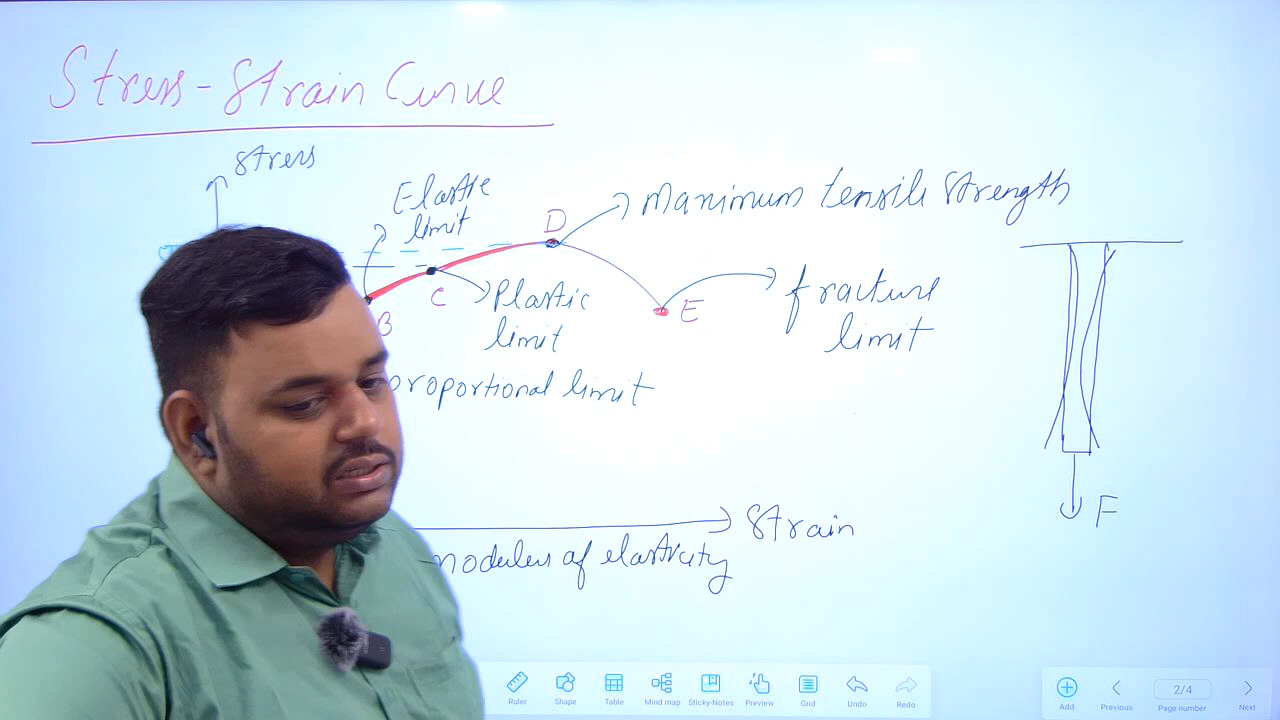 Stress-Strain Curve
stress
Elastic
limit
D
Maximum tensile strength
C
Plastic
limit
E
fracture
limit
B
proportional limit
F
Strain
modulus of elasticity
Ruler
Shape
Table
Mind map
Sticky-Notes
Preview
Grid
Undo
Redo
Add
Previous
2/4
Page number
Next